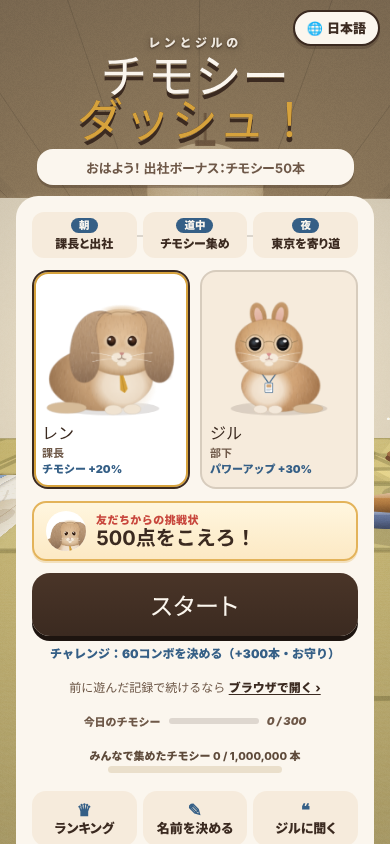 🌐 日本語
レンとジルの
チモシー
ダッシュ！
おはよう! 出社ボーナス:チモシー50本
朝
課長と出社
道中
チモシー集め
夜
東京を寄り道
レン
課長
チモシー +20%
ジル
部下
パワーアップ +30%
友だちからの挑戦状
500点をこえろ！
スタート
チャレンジ：60コンボを決める（+300本・お守り）
前に遊んだ記録で続けるなら ブラウザで開く ›
今日のチモシー 0 / 300
みんなで集めたチモシー 0 / 1,000,000 本
♛
ランキング
✎
名前を決める
❝
ジルに聞く